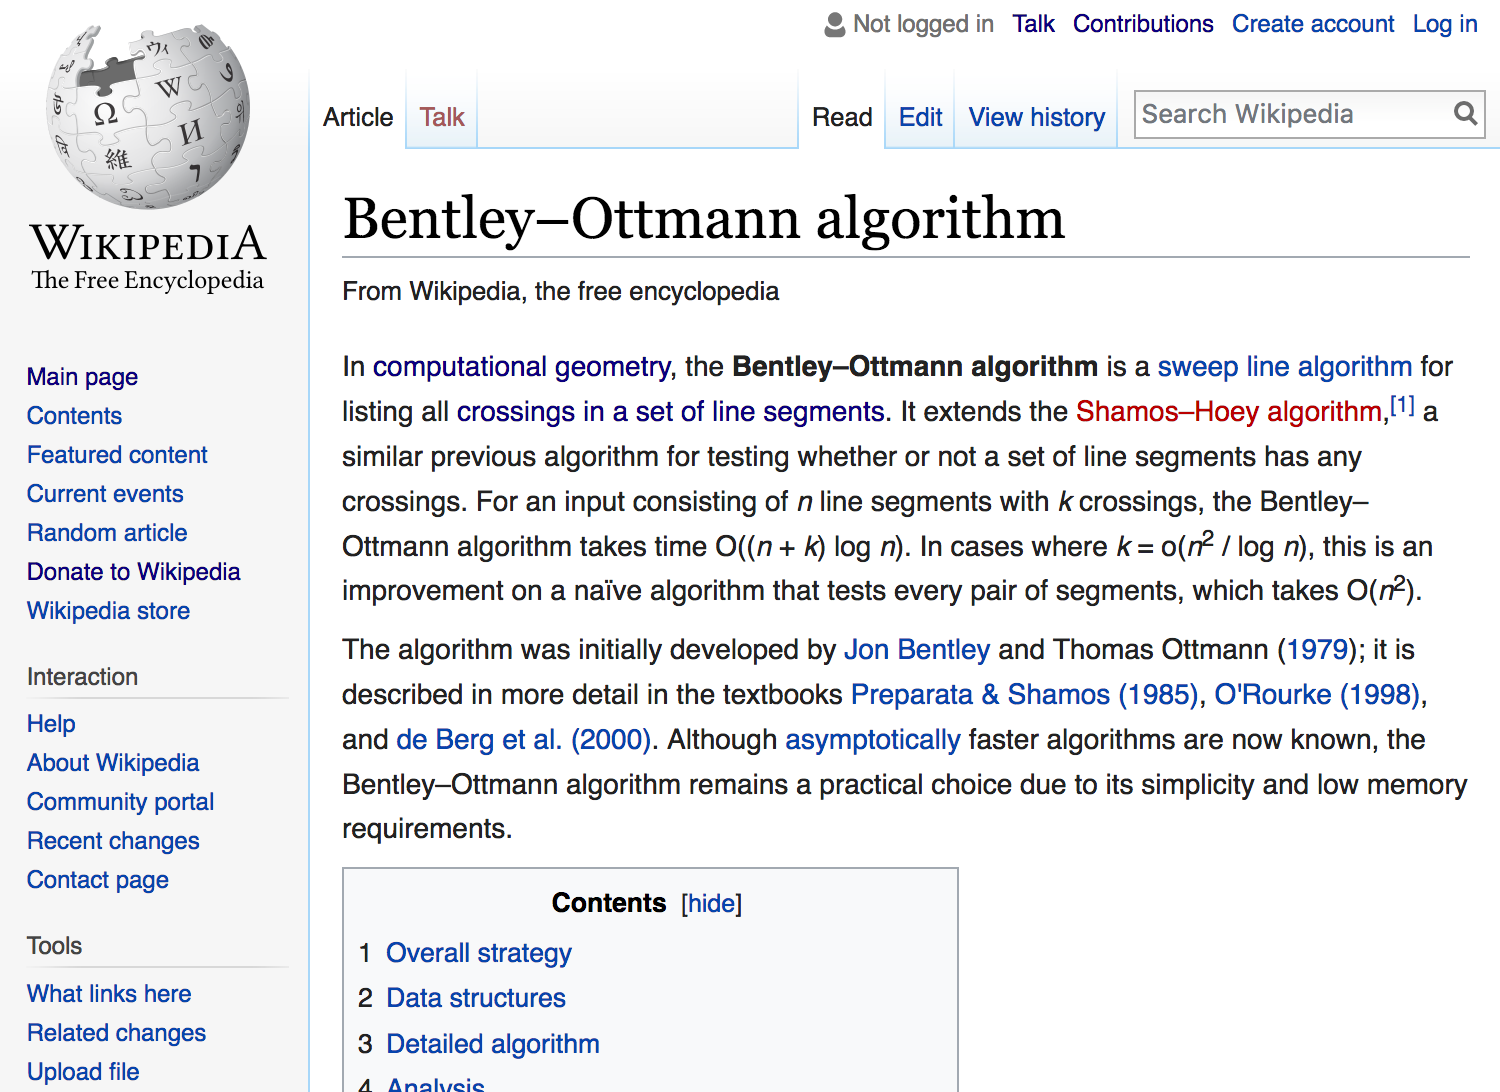 Not logged in Talk Contributions Create account Log in
Article Talk Read Edit View history Search Wikipedia
WIKIPEDIA
The Free Encyclopedia
Main page
Contents
Featured content
Current events
Random article
Donate to Wikipedia
Wikipedia store
Interaction
Help
About Wikipedia
Community portal
Recent changes
Contact page
Tools
What links here
Related changes
Upload file
Bentley–Ottmann algorithm
From Wikipedia, the free encyclopedia
In computational geometry, the Bentley–Ottmann algorithm is a sweep line algorithm for
listing all crossings in a set of line segments. It extends the Shamos–Hoey algorithm,[1] a
similar previous algorithm for testing whether or not a set of line segments has any
crossings. For an input consisting of n line segments with k crossings, the Bentley–
Ottmann algorithm takes time O((n + k) log n). In cases where k = o(n² / log n), this is an
improvement on a naïve algorithm that tests every pair of segments, which takes O(n²).
The algorithm was initially developed by Jon Bentley and Thomas Ottmann (1979); it is
described in more detail in the textbooks Preparata & Shamos (1985), O'Rourke (1998),
and de Berg et al. (2000). Although asymptotically faster algorithms are now known, the
Bentley–Ottmann algorithm remains a practical choice due to its simplicity and low memory
requirements.
Contents [hide]
1 Overall strategy
2 Data structures
3 Detailed algorithm
4 Analysis